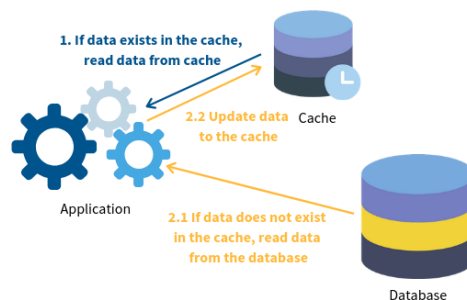 1. If data exists in the cache,
read data from cache
Cache
2.2 Update data
to the cache
Application
2.1 If data does not exist
in the cache, read data
from the database
Database